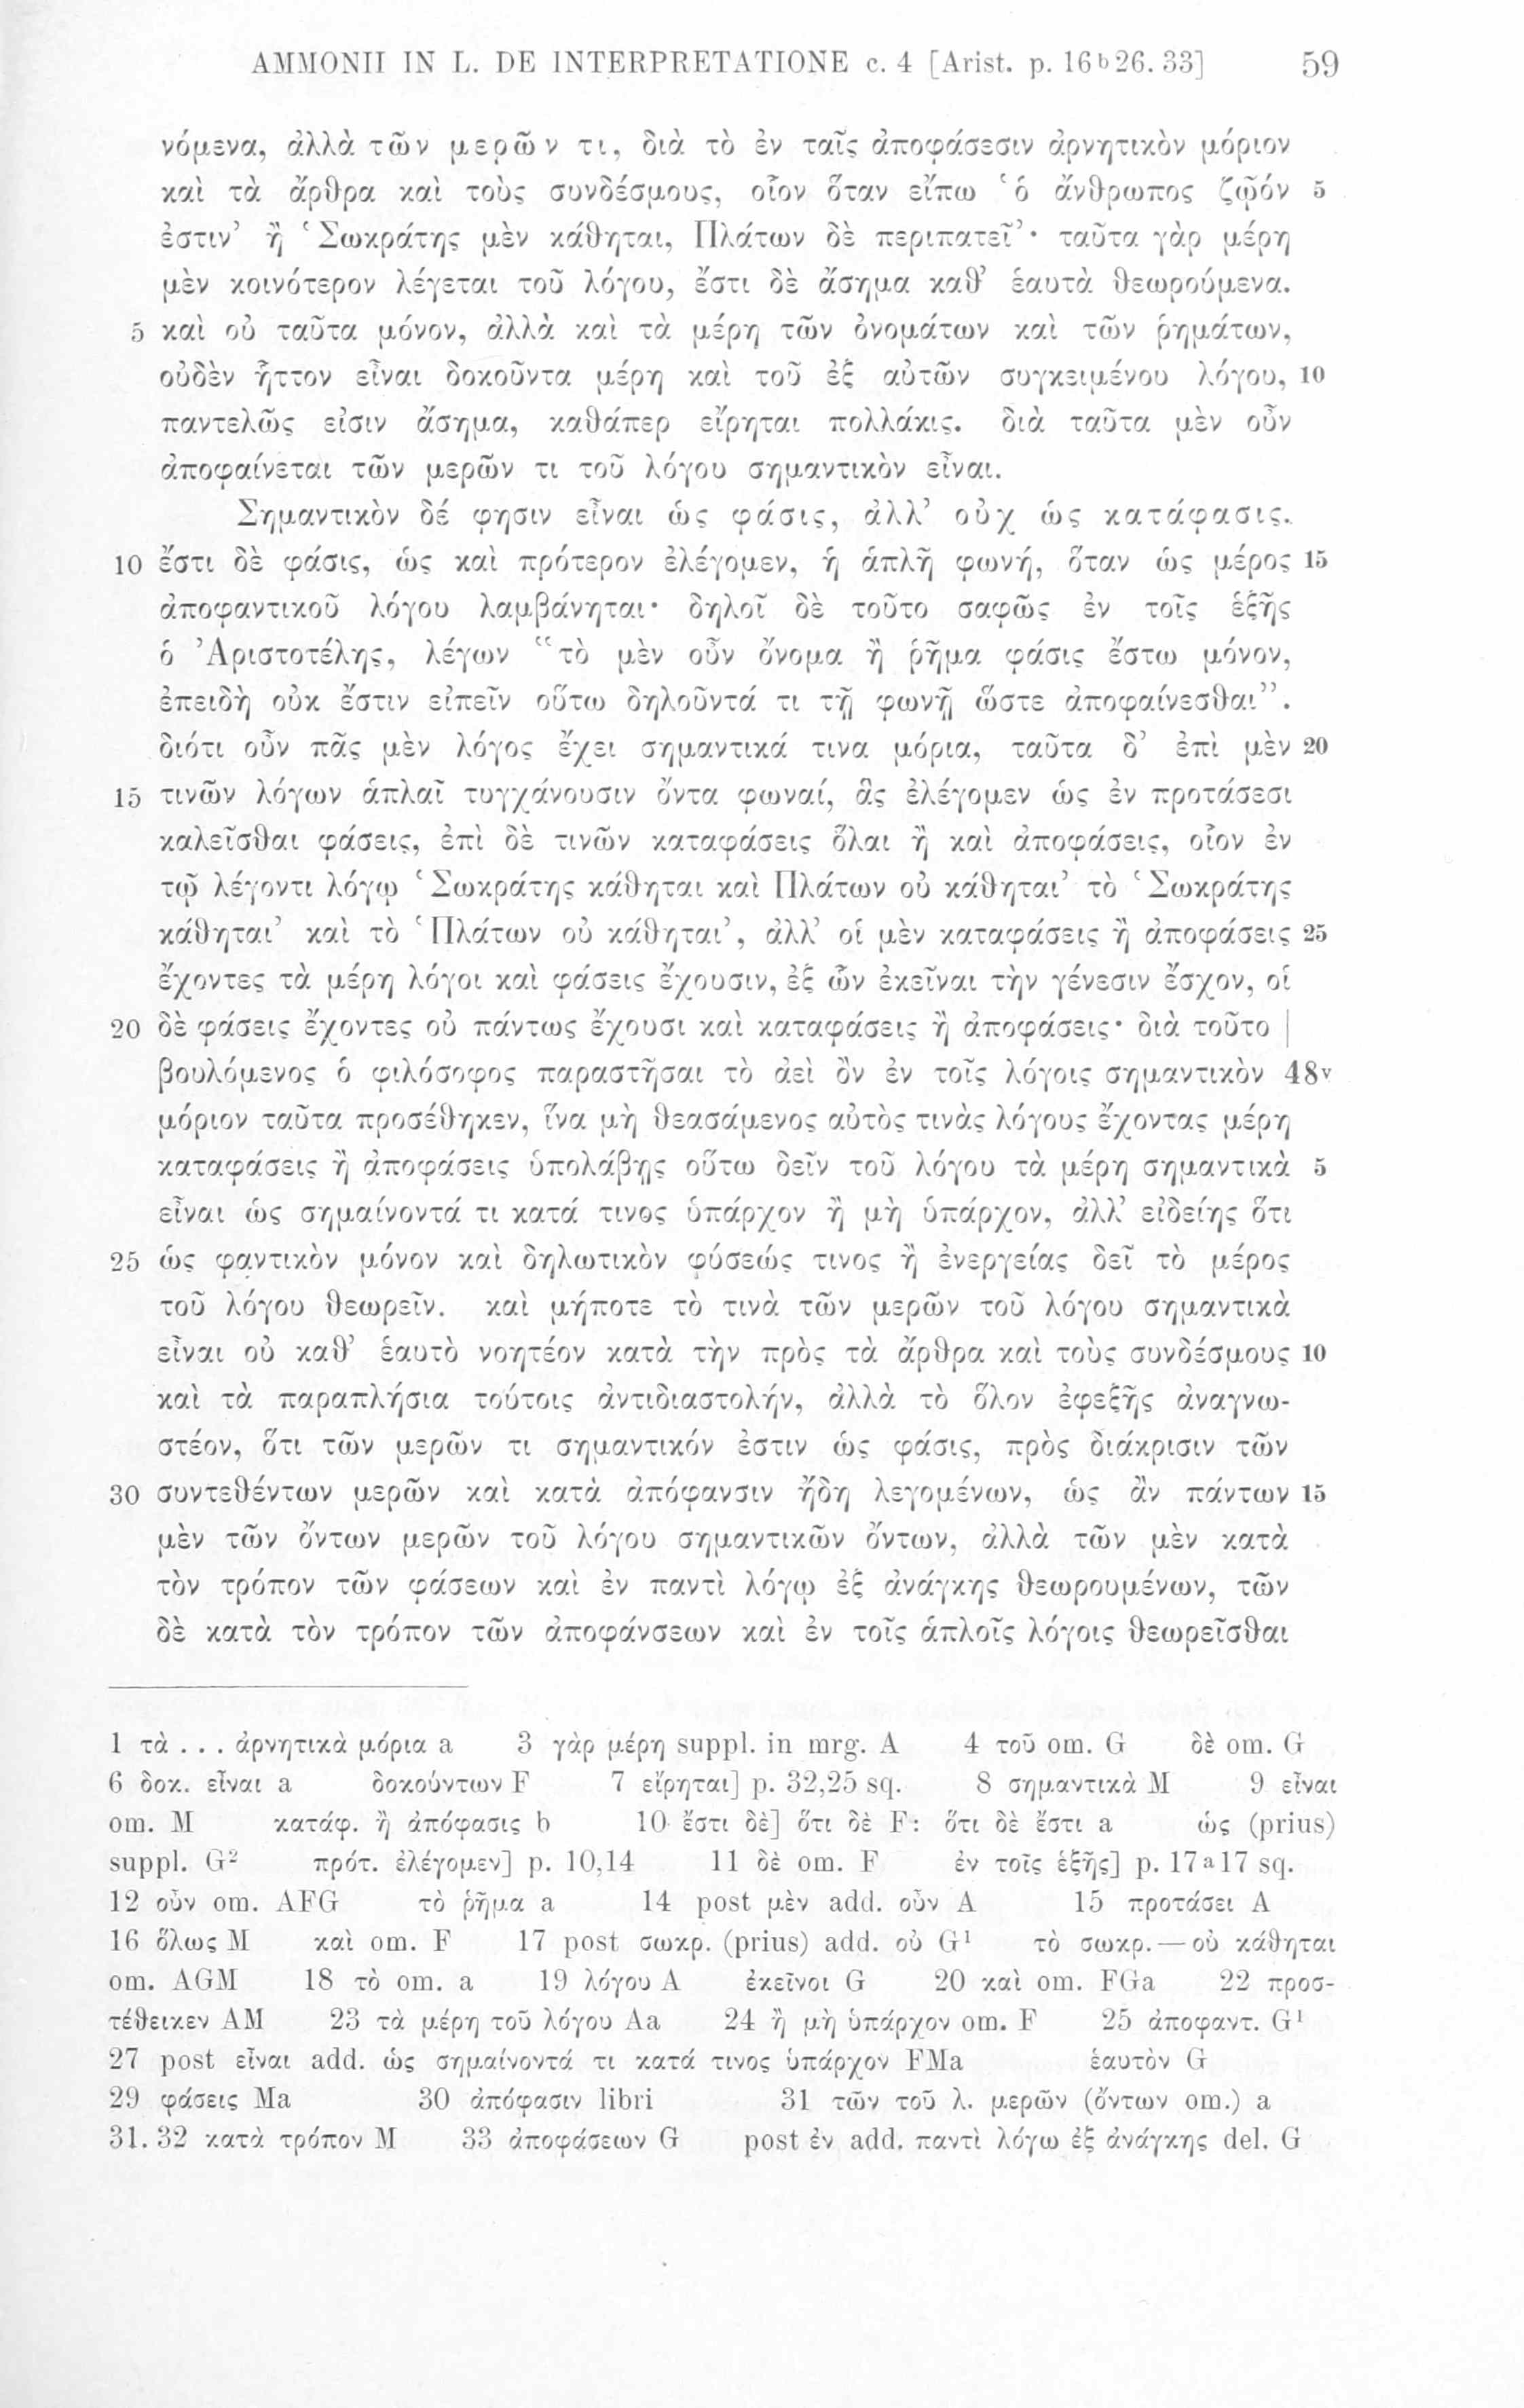 AMMONII IN L. DE INTERPRETATIONE c. 4 [Arist. p. 16b26. 33] 59
νόμενα, ἀλλὰ τῶν μερῶν τι, διὰ τὸ ἐν ταῖς ἀποφάσεσιν ἀρνητικὸν μόριον
καὶ τὰ ἄρθρα καὶ τοὺς συνδέσμους, οἷον ὅταν εἴπω ‘ὁ ἄνθρωπος ζῷόν 5
ἐστιν’ ἢ ‘Σωκράτης μὲν κάθηται, Πλάτων δὲ περιπατεῖ’· ταῦτα γὰρ μέρη
μὲν κοινότερον λέγεται τοῦ λόγου, ἔστι δὲ ἄσημα καθ’ ἑαυτὰ θεωρούμενα.
5 καὶ οὐ ταῦτα μόνον, ἀλλὰ καὶ τὰ μέρη τῶν ὀνομάτων καὶ τῶν ῥημάτων,
οὐδὲν ἧττον εἶναι δοκοῦντα μέρη καὶ τοῦ ἐξ αὐτῶν συγκειμένου λόγου, 10
παντελῶς εἰσιν ἄσημα, καθάπερ εἴρηται πολλάκις. διὰ ταῦτα μὲν οὖν
ἀποφαίνεται τῶν μερῶν τι τοῦ λόγου σημαντικὸν εἶναι.
Σημαντικὸν δέ φησιν εἶναι ὡς φάσις, ἀλλ’ οὐχ ὡς κατάφασις.
10 ἔστι δὲ φάσις, ὡς καὶ πρότερον ἐλέγομεν, ἡ ἁπλῆ φωνή, ὅταν ὡς μέρος 15
ἀποφαντικοῦ λόγου λαμβάνηται· δηλοῖ δὲ τοῦτο σαφῶς ἐν τοῖς ἑξῆς
ὁ Ἀριστοτέλης, λέγων “τὸ μὲν οὖν ὄνομα ἢ ῥῆμα φάσις ἔστω μόνον,
ἐπειδὴ οὐκ ἔστιν εἰπεῖν οὕτω δηλοῦντά τι τῇ φωνῇ ὥστε ἀποφαίνεσθαι”.
διότι οὖν πᾶς μὲν λόγος ἔχει σημαντικά τινα μόρια, ταῦτα δ’ ἐπὶ μὲν 20
15 τινῶν λόγων ἁπλαῖ τυγχάνουσιν ὄντα φωναί, ἃς ἐλέγομεν ὡς ἐν προτάσεσι
καλεῖσθαι φάσεις, ἐπὶ δὲ τινῶν καταφάσεις ὅλαι ἢ καὶ ἀποφάσεις, οἷον ἐν
τῷ λέγοντι λόγῳ ‘Σωκράτης κάθηται καὶ Πλάτων οὐ κάθηται’ τὸ ‘Σωκράτης
κάθηται’ καὶ τὸ ‘Πλάτων οὐ κάθηται’, ἀλλ’ οἱ μὲν καταφάσεις ἢ ἀποφάσεις 25
ἔχοντες τὰ μέρη λόγοι καὶ φάσεις ἔχουσιν, ἐξ ὧν ἐκεῖναι τὴν γένεσιν ἔσχον, οἱ
20 δὲ φάσεις ἔχοντες οὐ πάντως ἔχουσι καὶ καταφάσεις ἢ ἀποφάσεις· διὰ τοῦτο |
βουλόμενος ὁ φιλόσοφος παραστῆσαι τὸ ἀεὶ ὂν ἐν τοῖς λόγοις σημαντικὸν 48v
μόριον ταῦτα προσέθηκεν, ἵνα μὴ θεασάμενος αὐτὸς τινὰς λόγους ἔχοντας μέρη
καταφάσεις ἢ ἀποφάσεις ὑπολάβῃς οὕτω δεῖν τοῦ λόγου τὰ μέρη σημαντικὰ 5
εἶναι ὡς σημαίνοντά τι κατά τινος ὑπάρχον ἢ μὴ ὑπάρχον, ἀλλ’ εἰδείης ὅτι
25 ὡς φαντικὸν μόνον καὶ δηλωτικὸν φύσεώς τινος ἢ ἐνεργείας δεῖ τὸ μέρος
τοῦ λόγου θεωρεῖν. καὶ μήποτε τὸ τινὰ τῶν μερῶν τοῦ λόγου σημαντικὰ
εἶναι οὐ καθ’ ἑαυτὸ νοητέον κατὰ τὴν πρὸς τὰ ἄρθρα καὶ τοὺς συνδέσμους 10
καὶ τὰ παραπλήσια τούτοις ἀντιδιαστολήν, ἀλλὰ τὸ ὅλον ἐφεξῆς ἀναγνω-
στέον, ὅτι τῶν μερῶν τι σημαντικόν ἐστιν ὡς φάσις, πρὸς διάκρισιν τῶν
30 συντεθέντων μερῶν καὶ κατὰ ἀπόφανσιν ἤδη λεγομένων, ὡς ἂν πάντων 15
μὲν τῶν ὄντων μερῶν τοῦ λόγου σημαντικῶν ὄντων, ἀλλὰ τῶν μὲν κατὰ
τὸν τρόπον τῶν φάσεων καὶ ἐν παντὶ λόγῳ ἐξ ἀνάγκης θεωρουμένων, τῶν
δὲ κατὰ τὸν τρόπον τῶν ἀποφάνσεων καὶ ἐν τοῖς ἁπλοῖς λόγοις θεωρεῖσθαι
1 τὰ . . . ἀρνητικὰ μόρια a 3 γὰρ μέρη suppl. in mrg. A 4 τοῦ om. G δὲ om. G
6 δοκ. εἶναι a δοκούντων F 7 εἴρηται] p. 32,25 sq. 8 σημαντικὰ M 9 εἶναι
om. M κατάφ. ἢ ἀπόφασις b 10 ἔστι δὲ] ὅτι δὲ F: ὅτι δὲ ἔστι a ὡς (prius)
suppl. G² πρότ. ἐλέγομεν] p. 10,14 11 δὲ om. F ἐν τοῖς ἑξῆς] p. 17a17 sq.
12 οὖν om. AFG τὸ ῥῆμα a 14 post μὲν add. οὖν A 15 προτάσει A
16 ὅλως M καὶ om. F 17 post σωκρ. (prius) add. οὐ G¹ τὸ σωκρ. — οὐ κάθηται
om. AGM 18 τὸ om. a 19 λόγου A ἐκεῖνοι G 20 καὶ om. FGa 22 προσ-
τέθεικεν AM 23 τὰ μέρη τοῦ λόγου Aa 24 ἢ μὴ ὑπάρχον om. F 25 ἀποφαντ. G¹
27 post εἶναι add. ὡς σημαίνοντά τι κατά τινος ὑπάρχον FMa ἑαυτὸν G
29 φάσεις Ma 30 ἀπόφασιν libri 31 τῶν τοῦ λ. μερῶν (ὄντων om.) a
31. 32 κατὰ τρόπον M 33 ἀποφάσεων G post ἐν add. παντὶ λόγω ἐξ ἀνάγκης del. G